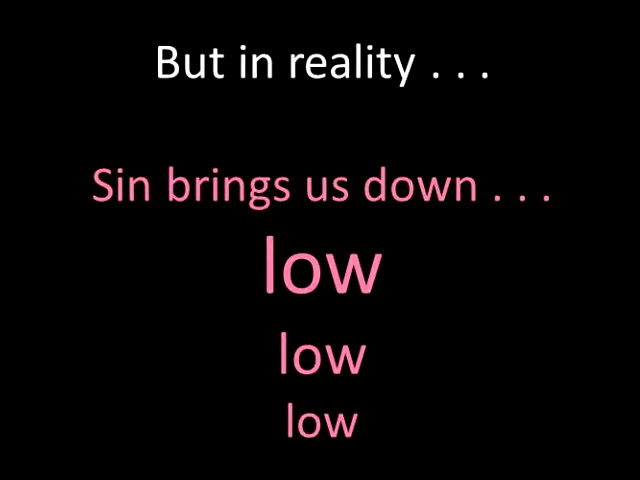 But in reality . . .
Sin brings us down . . .
low
low
low